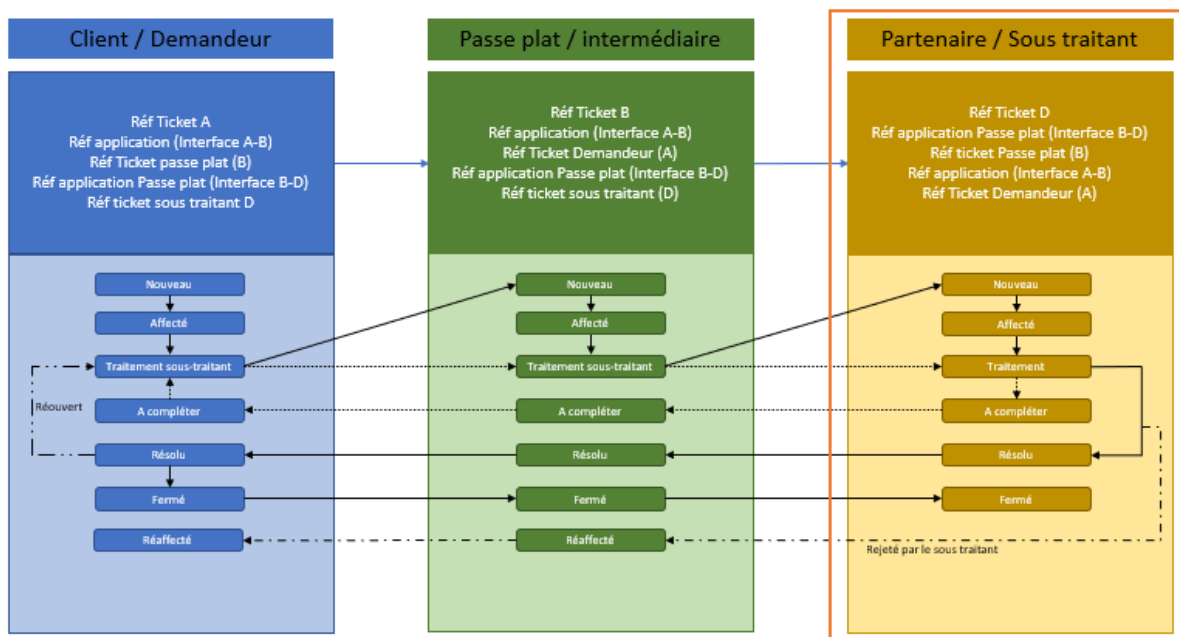 Client / Demandeur
Réf Ticket A
Réf application (Interface A-B)
Réf Ticket passe plat (B)
Réf application Passe plat (Interface B-D)
Réf ticket sous traitant D
Nouveau
Affecté
Traitement sous-traitant
Réouvert
A compléter
Résolu
Fermé
Réaffecté
Passe plat / intermédiaire
Réf Ticket B
Réf application (Interface A-B)
Réf Ticket Demandeur (A)
Réf application Passe plat (Interface B-D)
Réf ticket sous traitant (D)
Nouveau
Affecté
Traitement sous-traitant
A compléter
Résolu
Fermé
Réaffecté
Partenaire / Sous traitant
Réf Ticket D
Réf application Passe plat (Interface B-D)
Réf ticket Passe plat (B)
Réf application (Interface A-B)
Réf Ticket Demandeur (A)
Nouveau
Affecté
Traitement
A compléter
Résolu
Fermé
Rejeté par le sous traitant